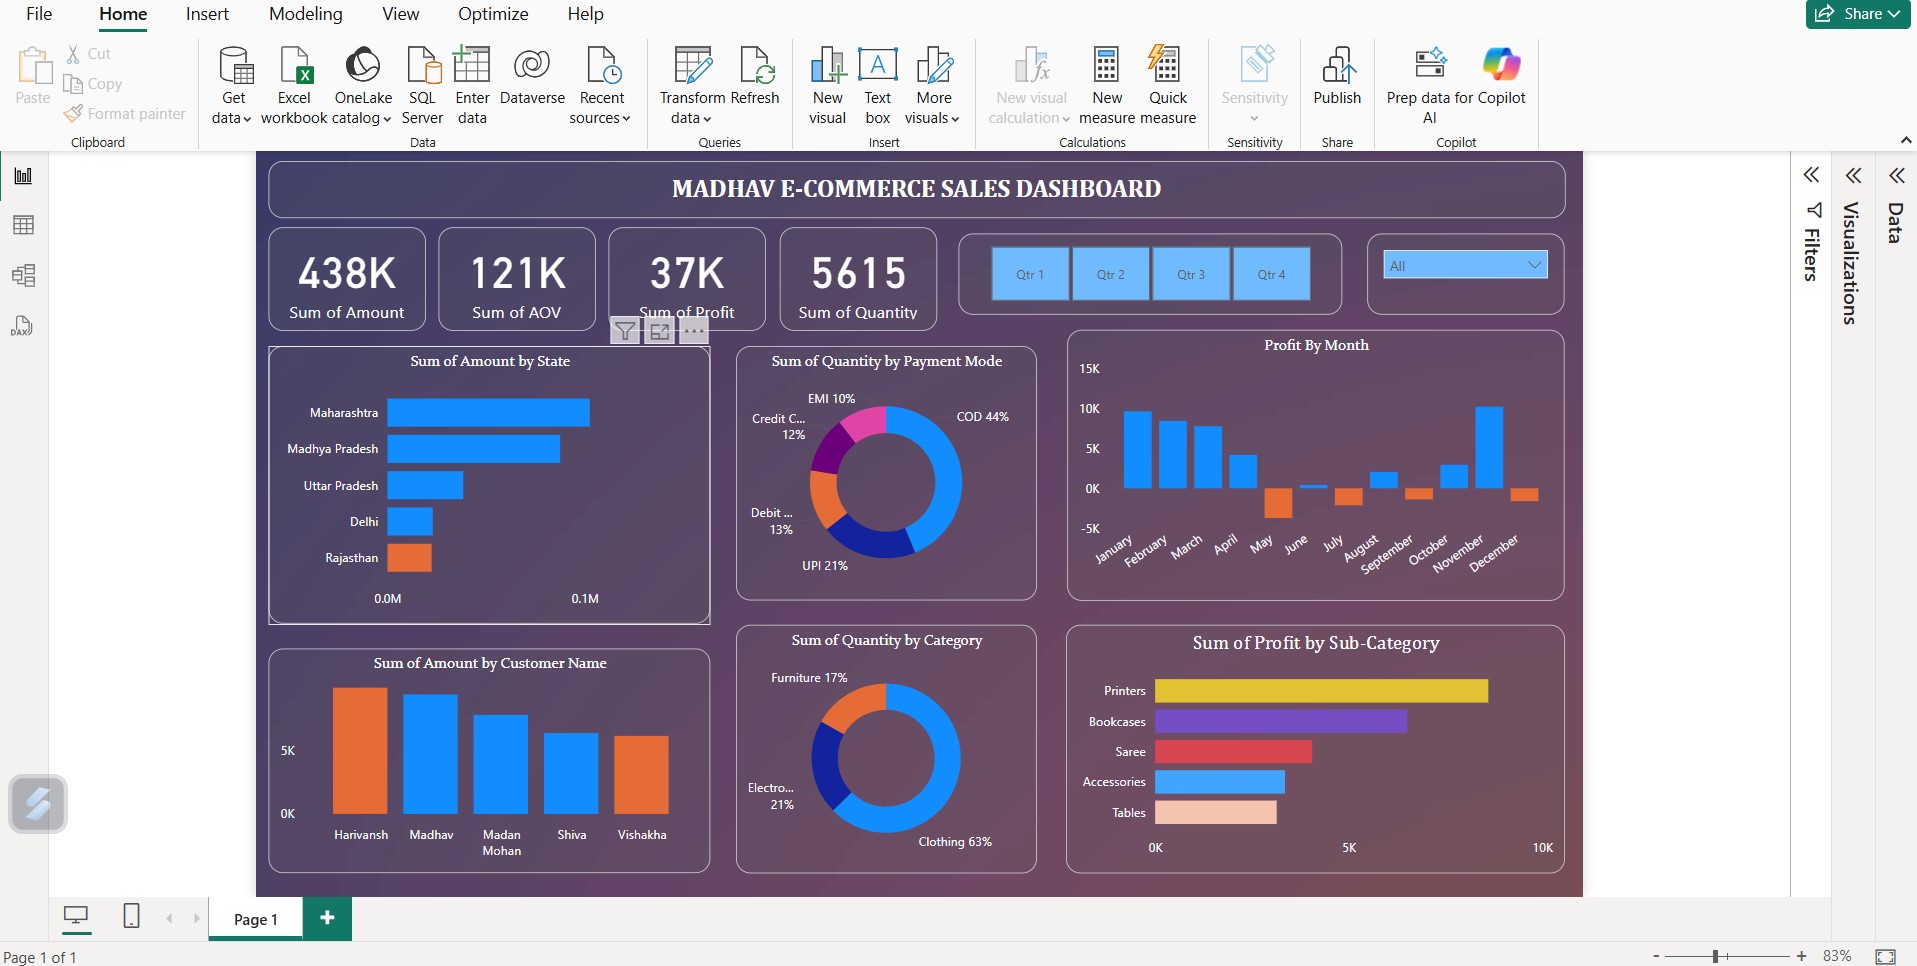 File Home Insert Modeling View Optimize Help Share
Paste
Cut
Copy
Format painter
Clipboard
Get data
Excel workbook
OneLake catalog
SQL Server
Enter data
Dataverse
Recent sources
Data
Transform data
Refresh
Queries
New visual
Text box
More visuals
Insert
New visual calculation
New measure
Quick measure
Calculations
Sensitivity
Sensitivity
Publish
Share
Prep data for AI
Copilot
Copilot
DAX
MADHAV E-COMMERCE SALES DASHBOARD
438K
Sum of Amount
121K
Sum of AOV
37K
Sum of Profit
5615
Sum of Quantity
Qtr 1 Qtr 2 Qtr 3 Qtr 4
All
Filters
Visualizations
Data
Sum of Amount by State
Maharashtra
Madhya Pradesh
Uttar Pradesh
Delhi
Rajasthan
0.0M 0.1M
Sum of Quantity by Payment Mode
EMI 10%
Credit C...
12%
COD 44%
Debit ...
13%
UPI 21%
Profit By Month
15K
10K
5K
0K
-5K
January February March April May June July August September October November December
Sum of Amount by Customer Name
5K
0K
Harivansh Madhav Madan Mohan Shiva Vishakha
Sum of Quantity by Category
Furniture 17%
Electro...
21%
Clothing 63%
Sum of Profit by Sub-Category
Printers
Bookcases
Saree
Accessories
Tables
0K 5K 10K
Page 1
Page 1 of 1
- + 83%